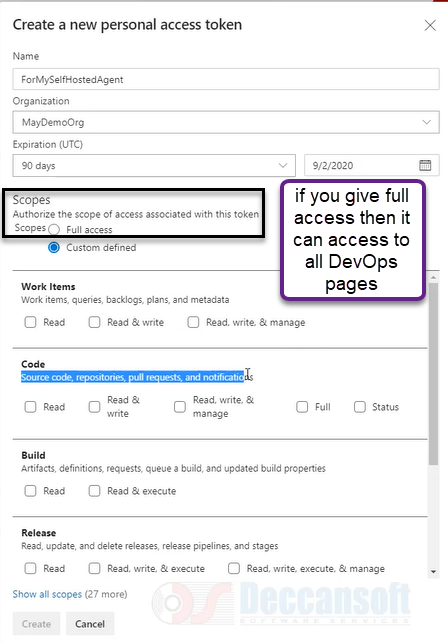 Create a new personal access token
Name
ForMySelfHostedAgent
Organization
MayDemoOrg
Expiration (UTC)
90 days
9/2/2020
Scopes
Authorize the scope of access associated with this token
Scopes Full access
Custom defined
if you give full
access then it
can access to
all DevOps
pages
Work Items
Work items, queries, backlogs, plans, and metadata
Read Read & write Read, write, & manage
Code
Source code, repositories, pull requests, and notifications
Read Read & write Read, write, & manage Full Status
Build
Artifacts, definitions, requests, queue a build, and updated build properties
Read Read & execute
Release
Read, update, and delete releases, release pipelines, and stages
Read Read, write, & execute Read, write, execute, & manage
Show all scopes (27 more)
Deccansoft
SOFTWARE SERVICES
Create Cancel